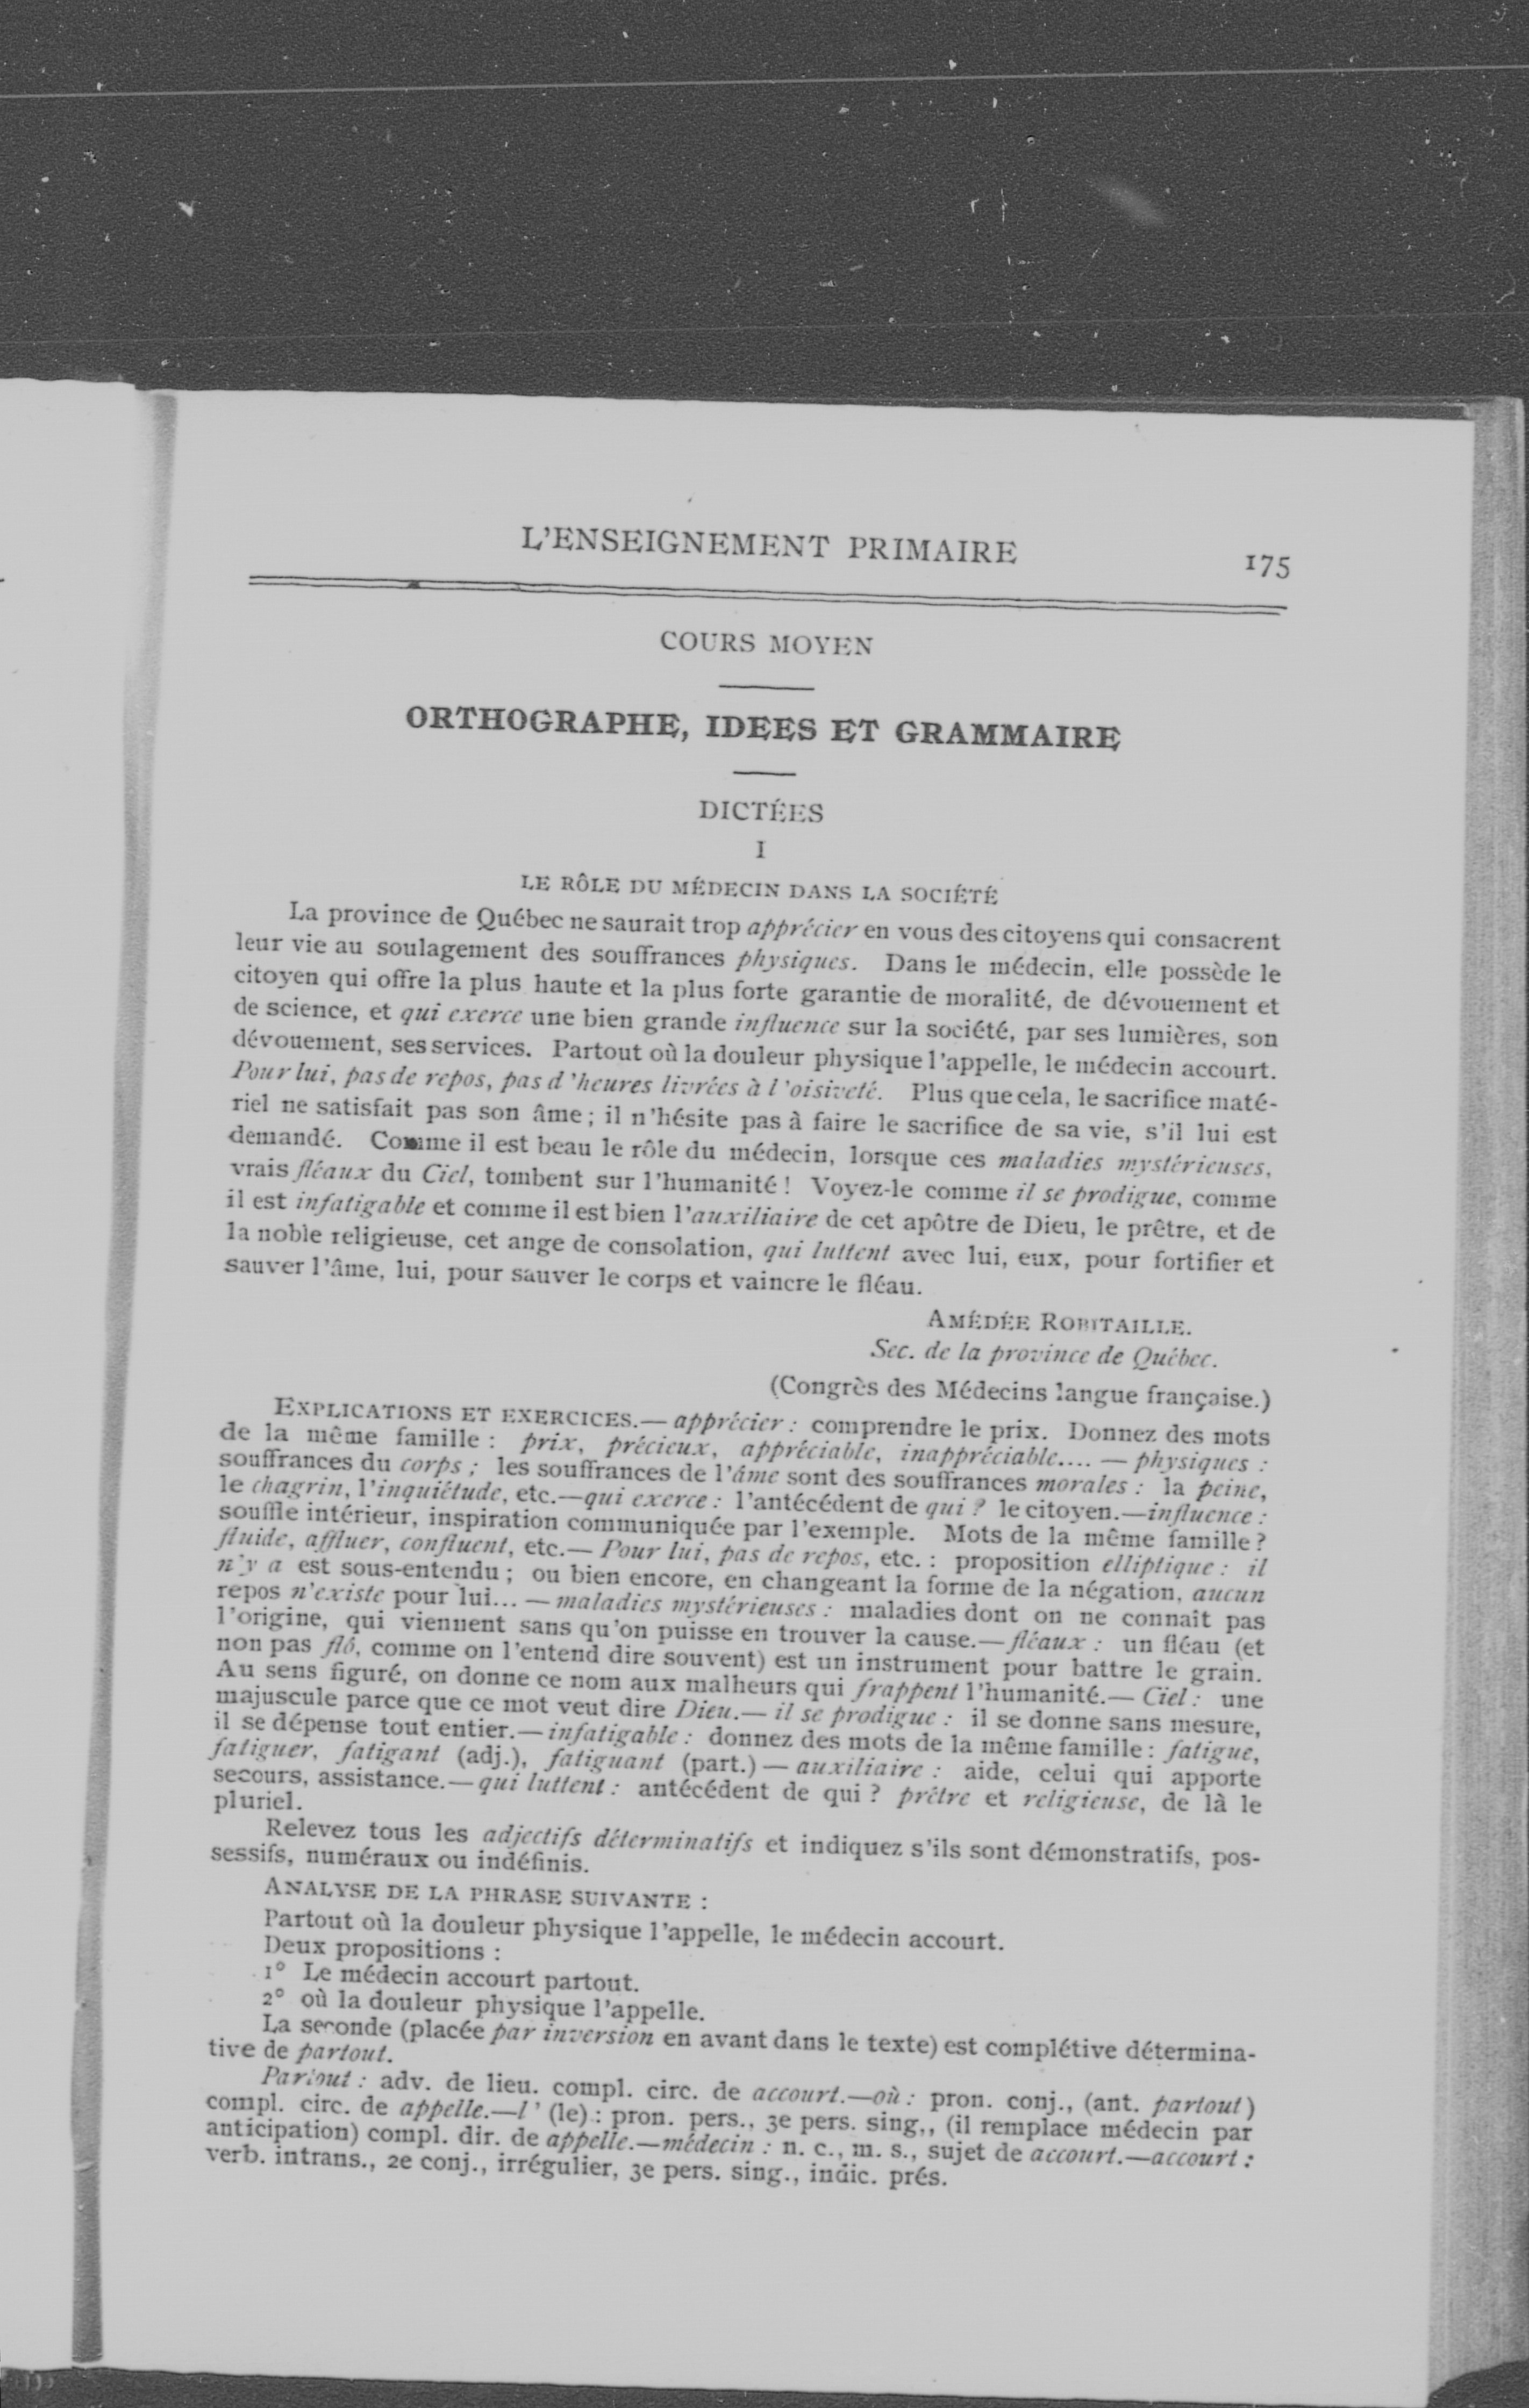 L'ENSEIGNEMENT PRIMAIRE 175
COURS MOYEN
ORTHOGRAPHE, IDEES ET GRAMMAIRE
DICTÉES
I
LE RÔLE DU MÉDECIN DANS LA SOCIÉTÉ
La province de Québec ne saurait trop apprécier en vous des citoyens qui consacrent
leur vie au soulagement des souffrances physiques. Dans le médecin, elle possède le
citoyen qui offre la plus haute et la plus forte garantie de moralité, de dévouement et
de science, et qui exerce une bien grande influence sur la société, par ses lumières, son
dévouement, ses services. Partout où la douleur physique l'appelle, le médecin accourt.
Pour lui, pas de repos, pas d'heures livrées à l'oisiveté. Plus que cela, le sacrifice maté-
riel ne satisfait pas son âme ; il n'hésite pas à faire le sacrifice de sa vie, s'il lui est
demandé. Comme il est beau le rôle du médecin, lorsque ces maladies mystérieuses,
vrais fléaux du Ciel, tombent sur l'humanité ! Voyez-le comme il se prodigue, comme
il est infatigable et comme il est bien l'auxiliaire de cet apôtre de Dieu, le prêtre, et de
la noble religieuse, cet ange de consolation, qui luttent avec lui, eux, pour fortifier et
sauver l'âme, lui, pour sauver le corps et vaincre le fléau.
AMÉDÉE ROBITAILLE.
Sec. de la province de Québec.
(Congrès des Médecins langue française.)
EXPLICATIONS ET EXERCICES.— apprécier : comprendre le prix. Donnez des mots
de la même famille : prix, précieux, appréciable, inappréciable.... — physiques :
souffrances du corps ; les souffrances de l'âme sont des souffrances morales : la peine,
le chagrin, l'inquiétude, etc.—qui exerce : l'antécédent de qui ? le citoyen.—influence :
souffle intérieur, inspiration communiquée par l'exemple. Mots de la même famille ?
fluide, affluer, confluent, etc.— Pour lui, pas de repos, etc. : proposition elliptique : il
n'y a est sous-entendu ; ou bien encore, en changeant la forme de la négation, aucun
repos n'existe pour lui... — maladies mystérieuses : maladies dont on ne connaît pas
l'origine, qui viennent sans qu'on puisse en trouver la cause.— fléaux : un fléau (et
non pas flô, comme on l'entend dire souvent) est un instrument pour battre le grain.
Au sens figuré, on donne ce nom aux malheurs qui frappent l'humanité.— Ciel : une
majuscule parce que ce mot veut dire Dieu.— il se prodigue : il se donne sans mesure,
il se dépense tout entier.— infatigable : donnez des mots de la même famille : fatigue,
fatiguer, fatigant (adj.), fatiguant (part.) — auxiliaire : aide, celui qui apporte
secours, assistance.— qui luttent : antécédent de qui ? prêtre et religieuse, de là le
pluriel.
Relevez tous les adjectifs déterminatifs et indiquez s'ils sont démonstratifs, pos-
sessifs, numéraux ou indéfinis.
ANALYSE DE LA PHRASE SUIVANTE :
Partout où la douleur physique l'appelle, le médecin accourt.
Deux propositions :
1° Le médecin accourt partout.
2° où la douleur physique l'appelle.
La seconde (placée par inversion en avant dans le texte) est complétive détermina-
tive de partout.
Partout : adv. de lieu. compl. circ. de accourt.—où : pron. conj., (ant. partout)
compl. circ. de appelle.—l' (le) : pron. pers., 3e pers. sing,, (il remplace médecin par
anticipation) compl. dir. de appelle.—médecin : n. c., m. s., sujet de accourt.—accourt :
verb. intrans., 2e conj., irrégulier, 3e pers. sing., indic. prés.